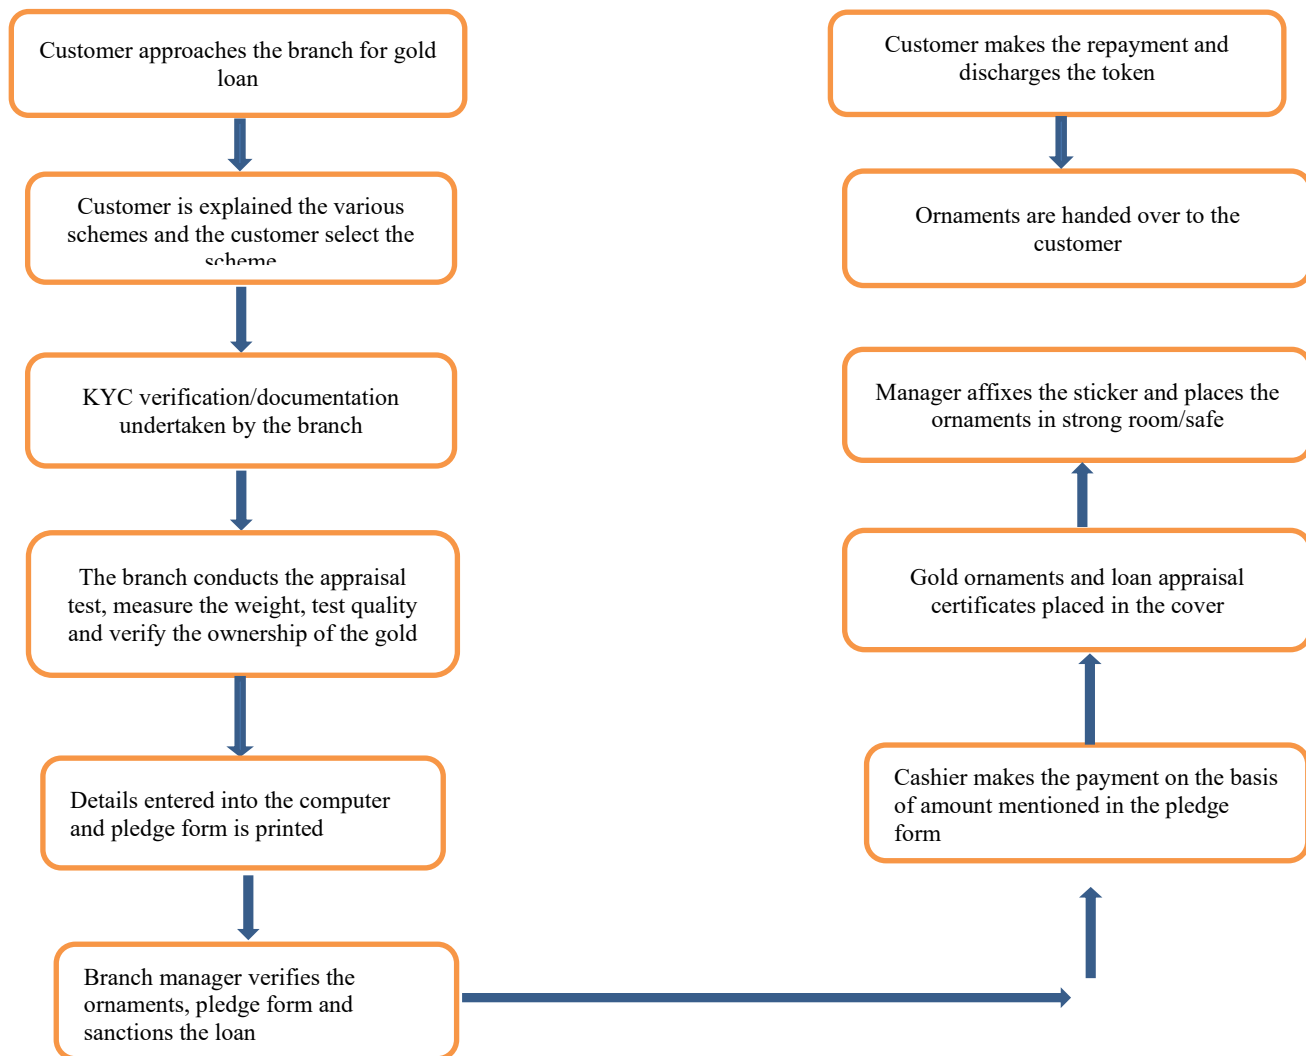 Customer approaches the branch for gold
loan
Customer is explained the various
schemes and the customer select the
scheme
KYC verification/documentation
undertaken by the branch
The branch conducts the appraisal
test, measure the weight, test quality
and verify the ownership of the gold
Details entered into the computer
and pledge form is printed
Branch manager verifies the
ornaments, pledge form and
sanctions the loan
Customer makes the repayment and
discharges the token
Ornaments are handed over to the
customer
Manager affixes the sticker and places the
ornaments in strong room/safe
Gold ornaments and loan appraisal
certificates placed in the cover
Cashier makes the payment on the basis
of amount mentioned in the pledge
form